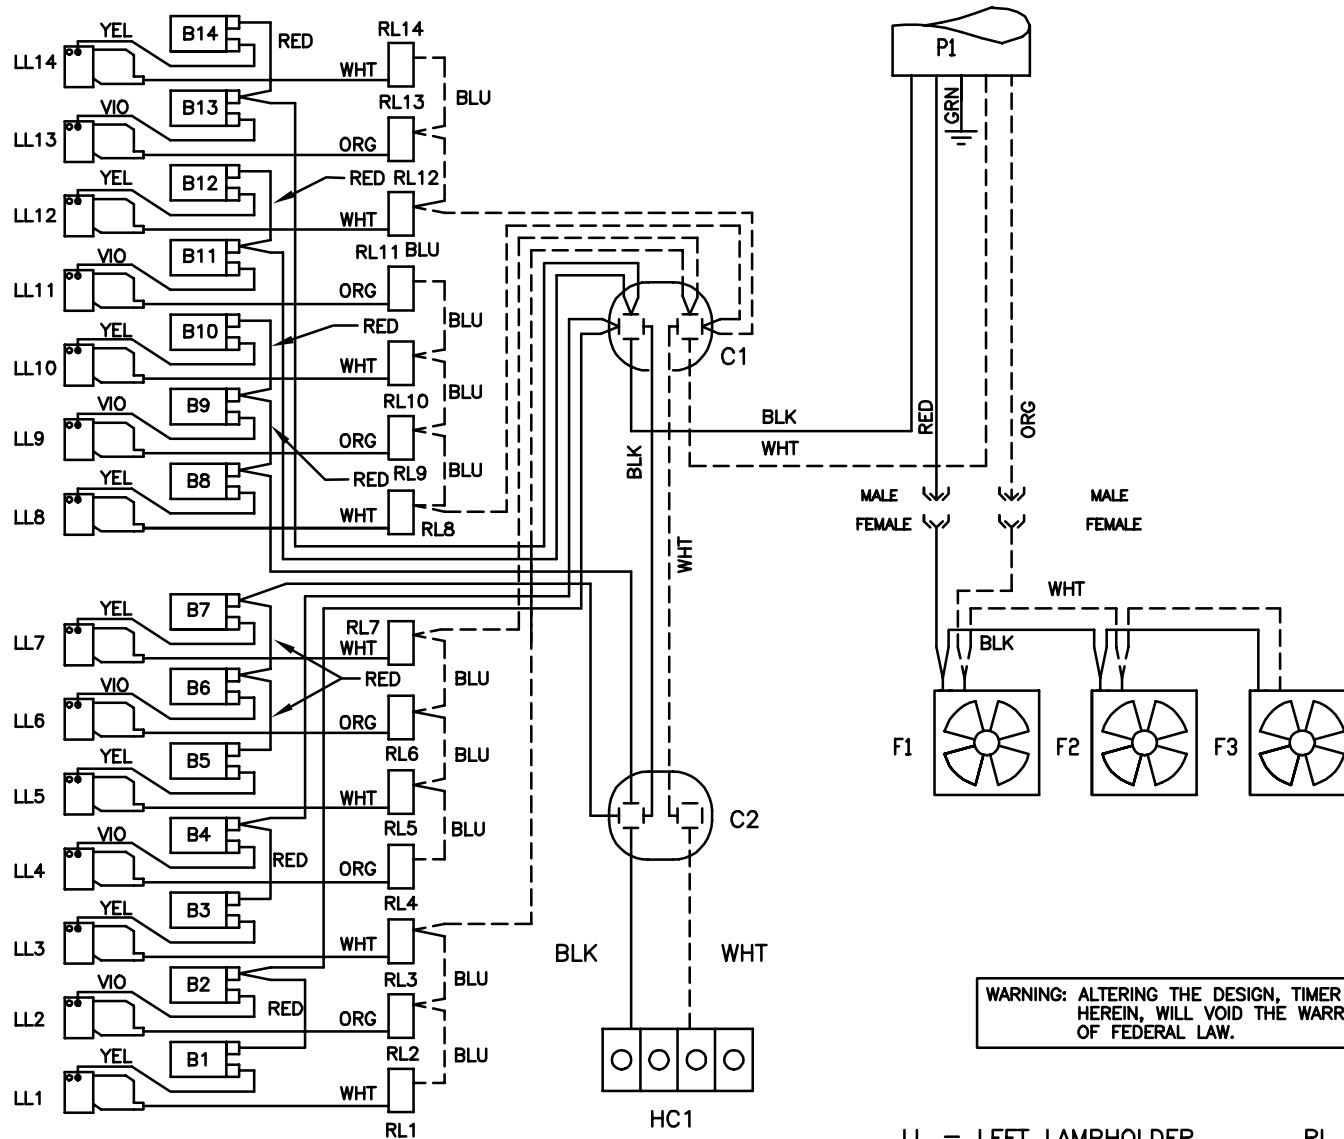 YEL
B14
RED
RL14
P1
LL14
WHT
BLU
VIO
B13
RL13
GRN
LL13
ORG
YEL
B12
RED
RL12
LL12
WHT
VIO
B11
RL11
BLU
LL11
ORG
YEL
B10
RED
BLU
C1
LL10
WHT
VIO
B9
RL10
BLU
BLK
RED
ORG
LL9
ORG
WHT
YEL
B8
RED
RL9
BLU
BLK
MALE
MALE
LL8
WHT
RL8
FEMALE
FEMALE
WHT
YEL
B7
RL7
WHT
LL7
WHT
BLK
VIO
B6
RED
BLU
LL6
ORG
F1
F2
F3
YEL
B5
RL6
BLU
LL5
WHT
VIO
B4
RL5
BLU
C2
LL4
RED
ORG
YEL
B3
RL4
LL3
WHT
BLK
WHT
VIO
B2
RL3
BLU
LL2
RED
ORG
WARNING: ALTERING THE DESIGN, TIMER
HEREIN, WILL VOID THE WARR
OF FEDERAL LAW.
YEL
B1
RL2
BLU
LL1
WHT
RL1
HC1
LL = LEFT LAMPHOLDER
RL